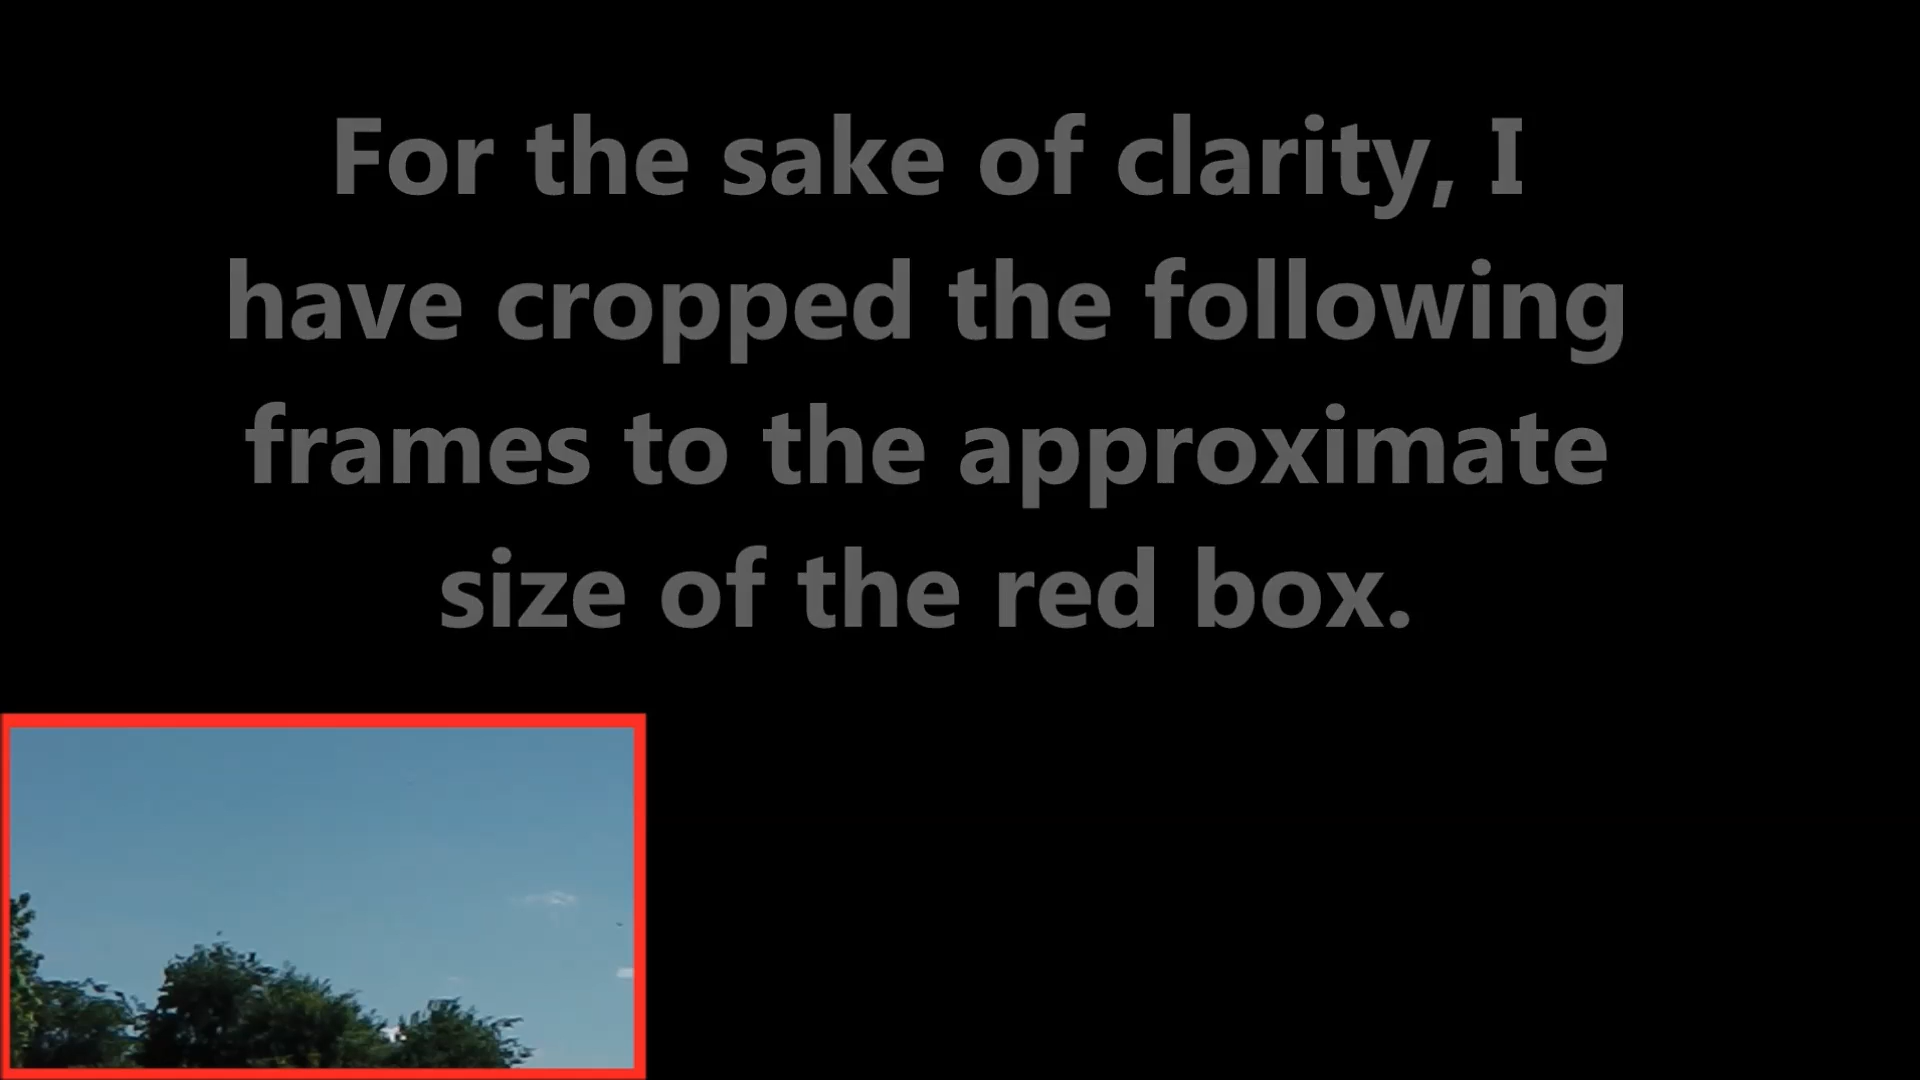 For the sake of clarity, I
have cropped the following
frames to the approximate
size of the red box.